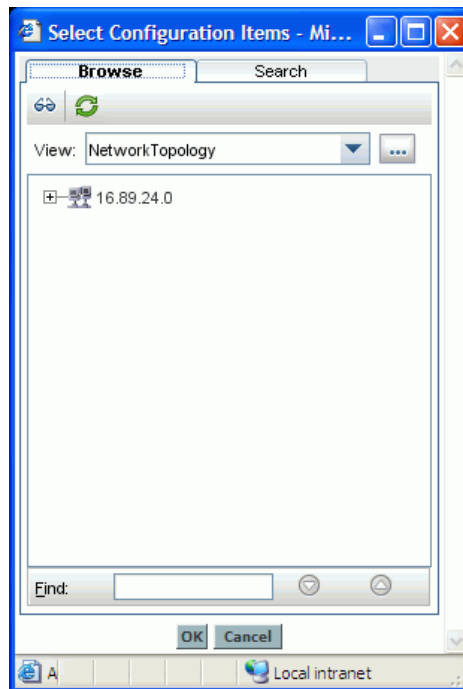 Select Configuration Items - Mi...
Browse Search
View: NetworkTopology ...
16.89.24.0
Find:
OK Cancel
A Local intranet